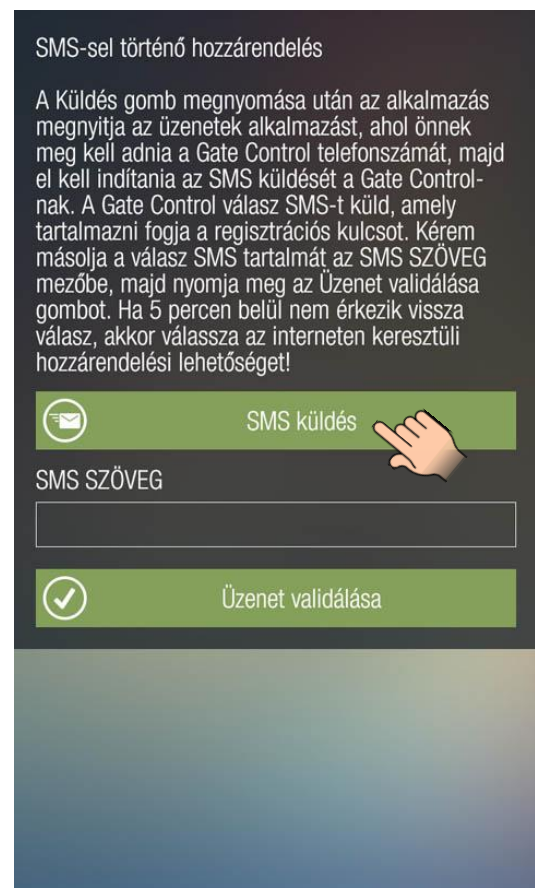 SMS-sel történő hozzárendelés
A Küldés gomb megnyomása után az alkalmazás
megnyitja az üzenetek alkalmazást, ahol önnek
meg kell adnia a Gate Control telefonszámát, majd
el kell indítania az SMS küldését a Gate Control-
nak. A Gate Control válasz SMS-t küld, amely
tartalmazni fogja a regisztrációs kulcsot. Kérem
másolja a válasz SMS tartalmát az SMS SZÖVEG
mezőbe, majd nyomja meg az Üzenet validálása
gombot. Ha 5 percen belül nem érkezik vissza
válasz, akkor válassza az interneten keresztüli
hozzárendelési lehetőséget!
SMS küldés
SMS SZÖVEG
Üzenet validálása